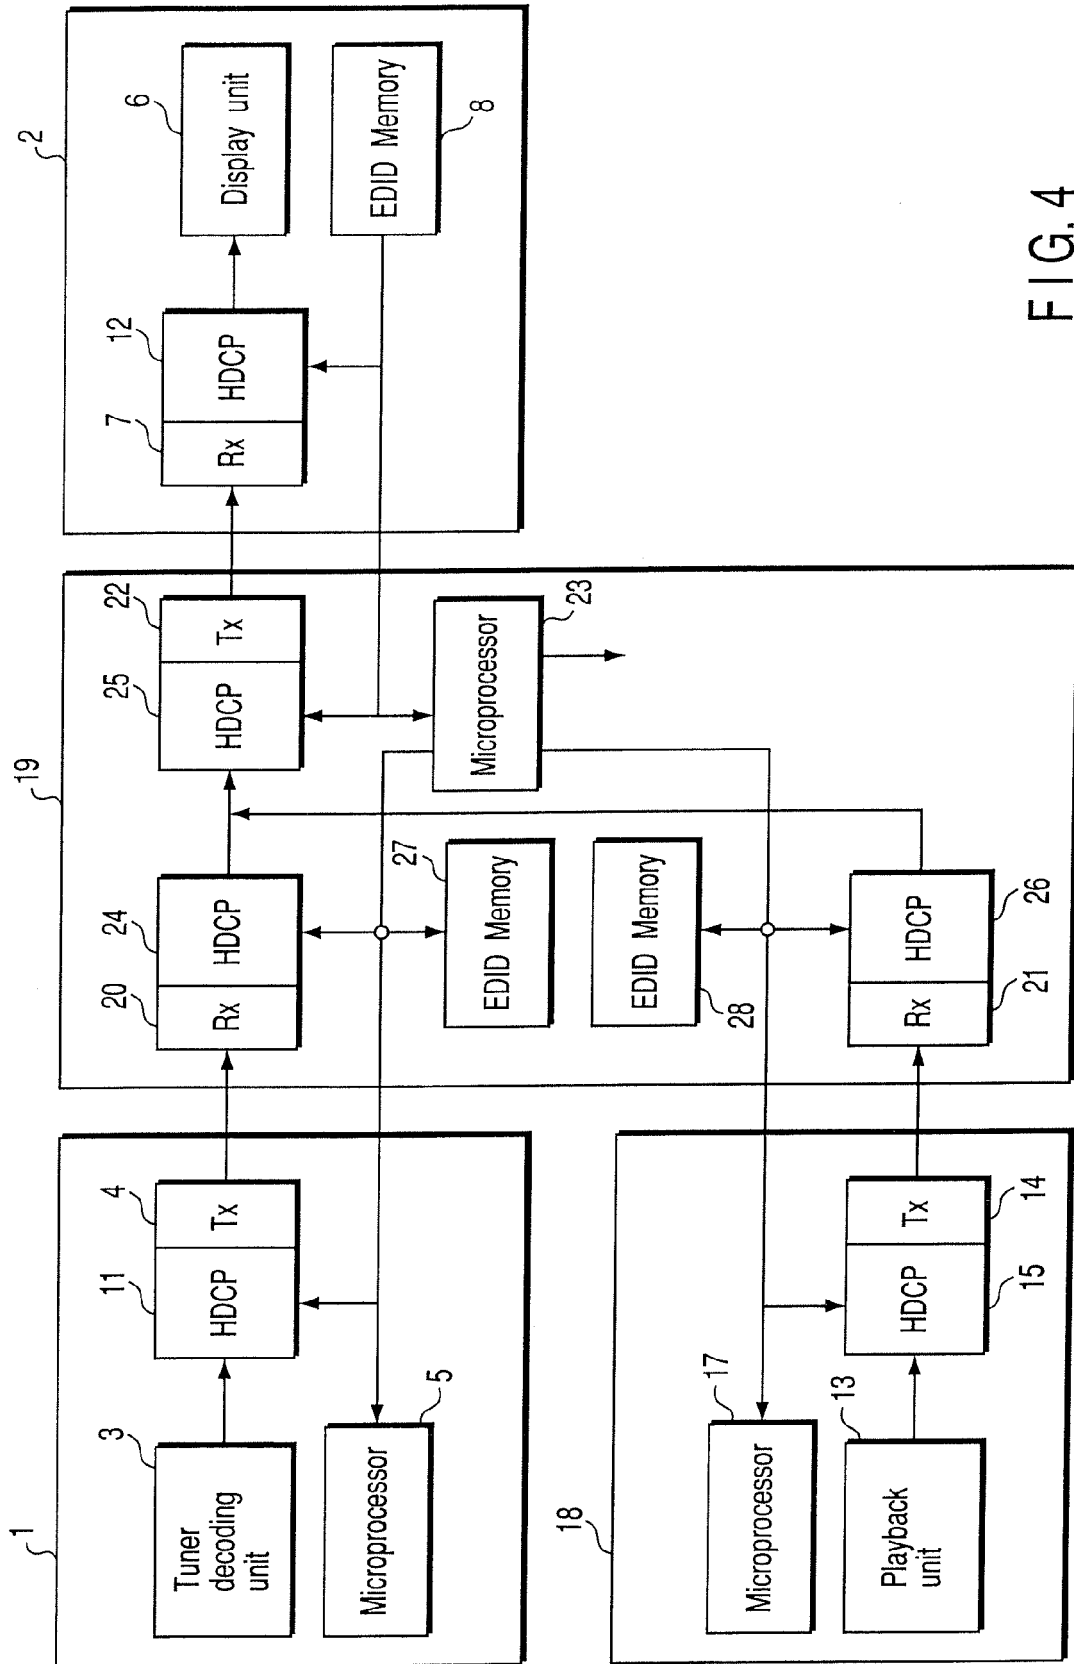 1
3
Tuner
decoding
unit
11
4
HDCP
Tx
Microprocessor
5
18
Microprocessor
17
Playback
unit
13
HDCP
Tx
15
14
19
20
24
Rx
HDCP
25
22
HDCP
Tx
EDID Memory
27
Microprocessor
23
EDID Memory
28
Rx
HDCP
21
26
2
7
12
Rx
HDCP
6
Display unit
EDID Memory
8
FIG. 4